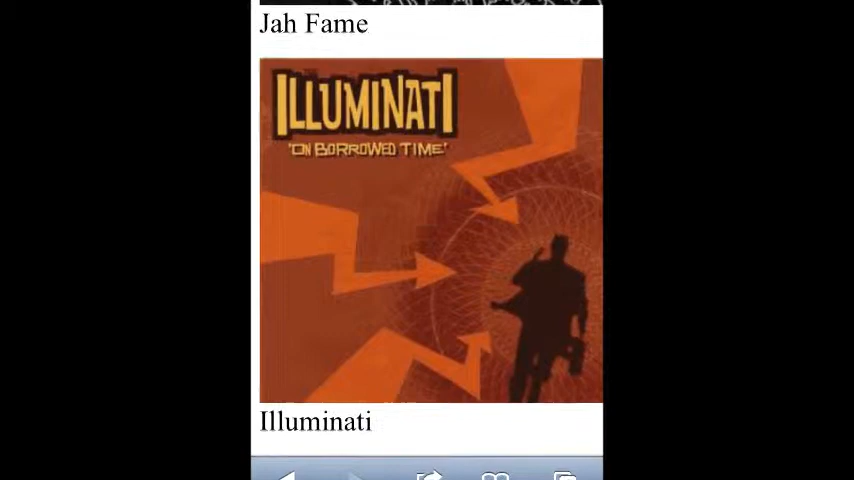 Jah Fame
ILLUMINATI
'ON BORROWED TIME'
Illuminati